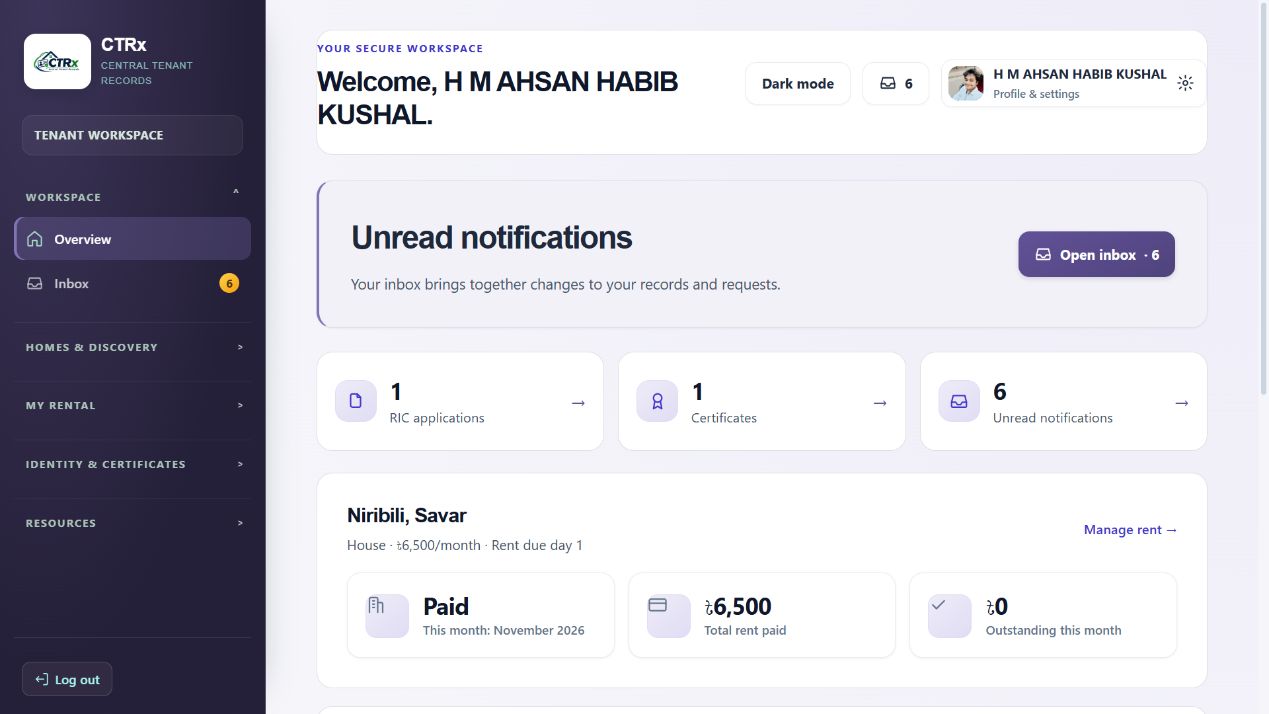 CTRx
CTRx
CENTRAL TENANT
RECORDS
TENANT WORKSPACE
WORKSPACE
Overview
Inbox
6
HOMES & DISCOVERY
MY RENTAL
IDENTITY & CERTIFICATES
RESOURCES
Log out
YOUR SECURE WORKSPACE
Welcome, H M AHSAN HABIB
KUSHAL.
Dark mode
6
H M AHSAN HABIB KUSHAL
Profile & settings
Unread notifications
Your inbox brings together changes to your records and requests.
Open inbox · 6
1
RIC applications
→
1
Certificates
→
6
Unread notifications
→
Niribili, Savar
House · ৳6,500/month · Rent due day 1
Manage rent →
Paid
This month: November 2026
৳6,500
Total rent paid
৳0
Outstanding this month